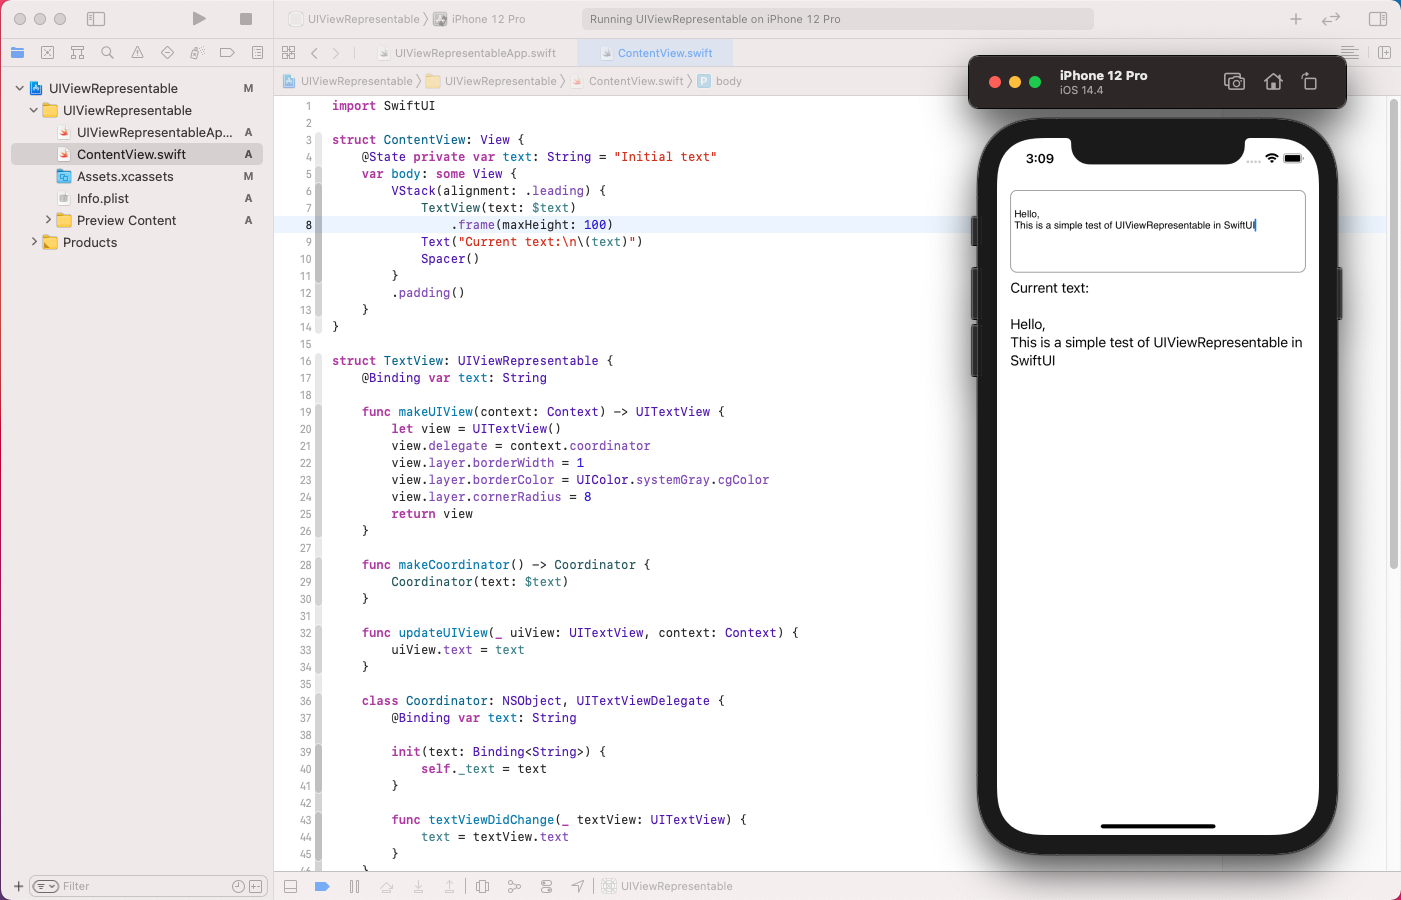 UIViewRepresentable
iPhone 12 Pro
Running UIViewRepresentable on iPhone 12 Pro
UIViewRepresentableApp.swift
ContentView.swift
UIViewRepresentable
UIViewRepresentable
ContentView.swift
P
body
UIViewRepresentable M
UIViewRepresentable
UIViewRepresentableAp... A
ContentView.swift A
Assets.xcassets M
Info.plist A
Preview Content A
Products
Filter
1 import SwiftUI
2
3 struct ContentView: View {
4 @State private var text: String = "Initial text"
5 var body: some View {
6 VStack(alignment: .leading) {
7 TextView(text: $text)
8 .frame(maxHeight: 100)
9 Text("Current text:\n\(text)")
10 Spacer()
11 }
12 .padding()
13 }
14 }
15
16 struct TextView: UIViewRepresentable {
17 @Binding var text: String
18
19 func makeUIView(context: Context) -> UITextView {
20 let view = UITextView()
21 view.delegate = context.coordinator
22 view.layer.borderWidth = 1
23 view.layer.borderColor = UIColor.systemGray.cgColor
24 view.layer.cornerRadius = 8
25 return view
26 }
27
28 func makeCoordinator() -> Coordinator {
29 Coordinator(text: $text)
30 }
31
32 func updateUIView(_ uiView: UITextView, context: Context) {
33 uiView.text = text
34 }
35
36 class Coordinator: NSObject, UITextViewDelegate {
37 @Binding var text: String
38
39 init(text: Binding<String>) {
40 self._text = text
41 }
42
43 func textViewDidChange(_ textView: UITextView) {
44 text = textView.text
45 }
46 }
UIViewRepresentable
iPhone 12 Pro
iOS 14.4
3:09
Hello,
This is a simple test of UIViewRepresentable in SwiftUI
Current text:
Hello,
This is a simple test of UIViewRepresentable in
SwiftUI